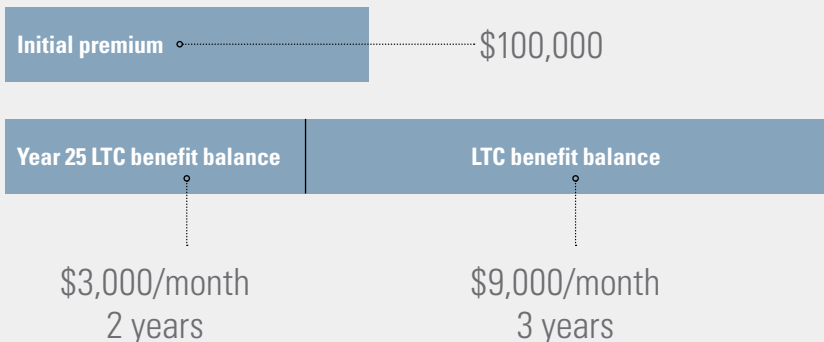 Initial premium
$100,000
Year 25 LTC benefit balance
LTC benefit balance
$3,000/month
2 years
$9,000/month
3 years